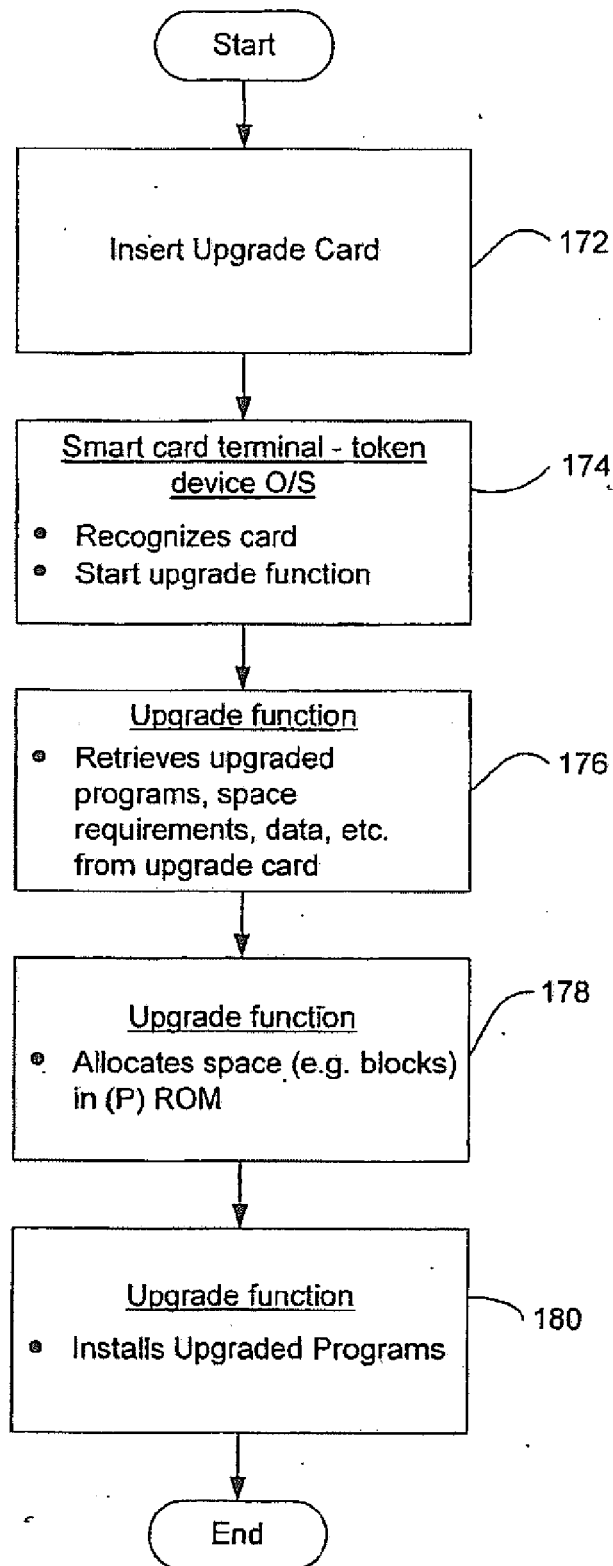 Start
Insert Upgrade Card
172
Smart card terminal - token
device O/S
• Recognizes card
• Start upgrade function
174
Upgrade function
• Retrieves upgraded
programs, space
requirements, data, etc.
from upgrade card
176
Upgrade function
• Allocates space (e.g. blocks)
in (P) ROM
178
Upgrade function
• Installs Upgraded Programs
180
End